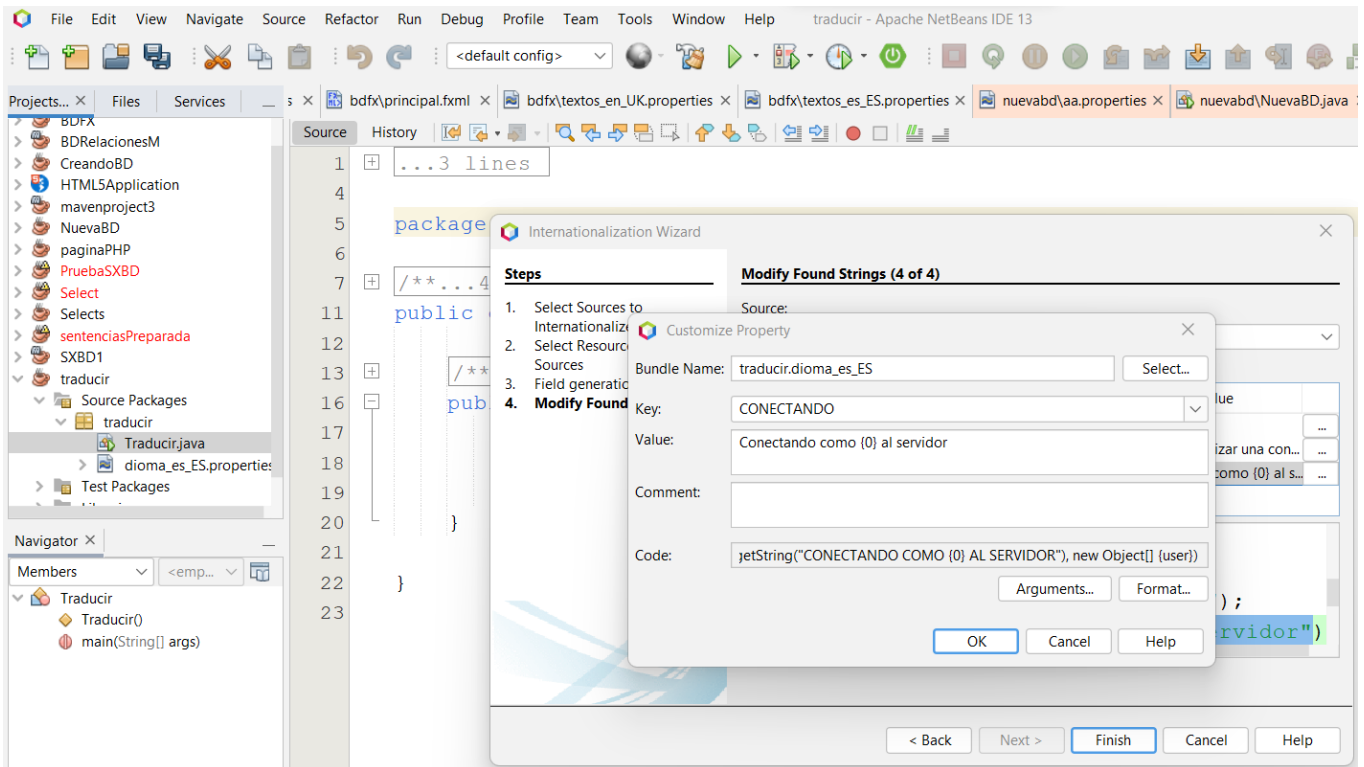 File Edit View Navigate Source Refactor Run Debug Profile Team Tools Window Help traducir - Apache NetBeans IDE 13
<default config>
Projects... Files Services
bdfx\principal.fxml bdfx\textos_en_UK.properties bdfx\textos_es_ES.properties nuevabd\aa.properties nuevabd\NuevaBD.java
Source History
BDFX
BDRelacionesM
CreandoBD
HTML5Application
mavenproject3
NuevaBD
paginaPHP
PruebaSXBD
Select
Selects
sentenciasPreparada
SXBD1
traducir
Source Packages
traducir
Traducir.java
dioma_es_ES.properties
Test Packages
Navigator
Members <emp...
Traducir
Traducir()
main(String[] args)
1 ...3 lines
4
5 package
6
7 /**...4
11 public
12
13 /**
16 pub
17
18
19
20 }
21
22 }
23
Internationalization Wizard
Steps
1. Select Sources to
Internationalize
2. Select Resourc
Sources
3. Field generatio
4. Modify Found
Modify Found Strings (4 of 4)
Source:
lue
...
izar una con... ...
como {0} al s... ...
);
rvidor")
Customize Property
Bundle Name: traducir.dioma_es_ES Select...
Key: CONECTANDO
Value: Conectando como {0} al servidor
Comment:
Code: getString("CONECTANDO COMO {0} AL SERVIDOR"), new Object[] {user})
Arguments... Format...
OK Cancel Help
< Back Next > Finish Cancel Help